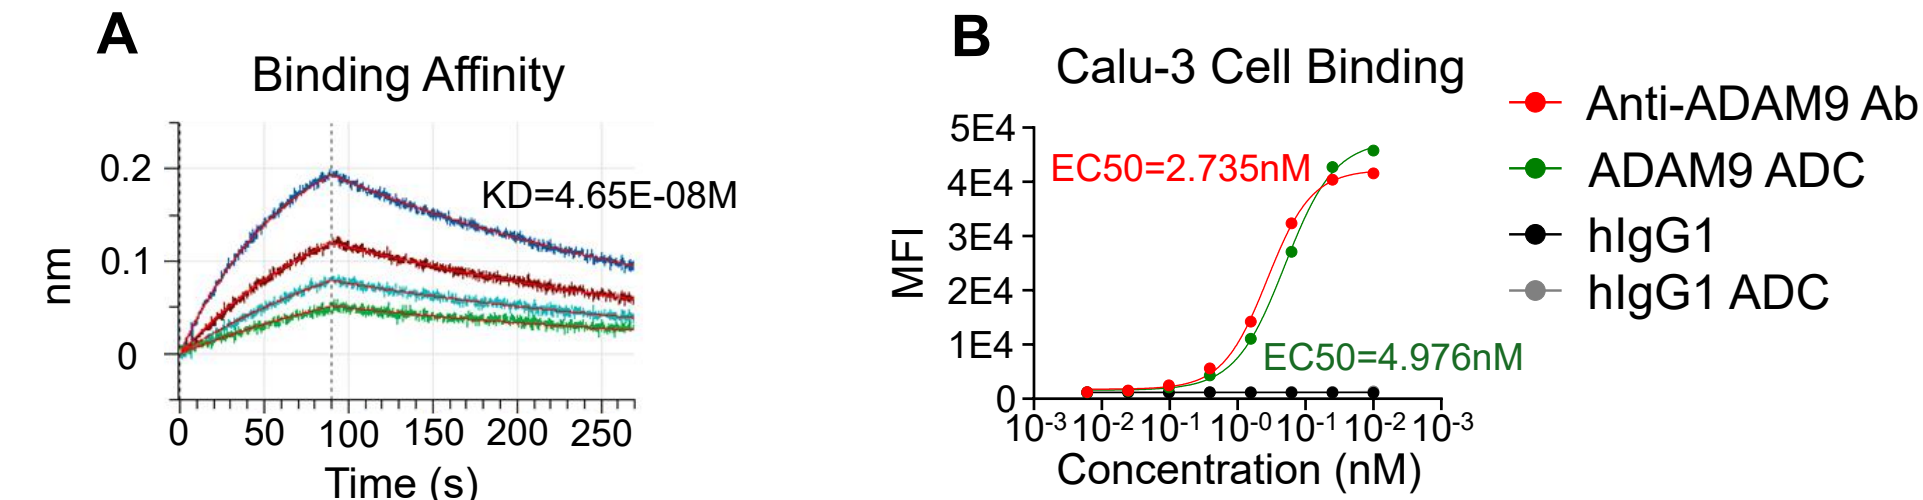 A
Binding Affinity
0.2
0.1
0
nm
KD=4.65E-08M
0 50 100 150 200 250
Time (s)
B
Calu-3 Cell Binding
5E4
4E4
3E4
2E4
1E4
0
MFI
EC50=2.735nM
EC50=4.976nM
10-3 10-2 10-1 10-0 10-1 10-2 10-3
Concentration (nM)
Anti-ADAM9 Ab
ADAM9 ADC
hIgG1
hIgG1 ADC